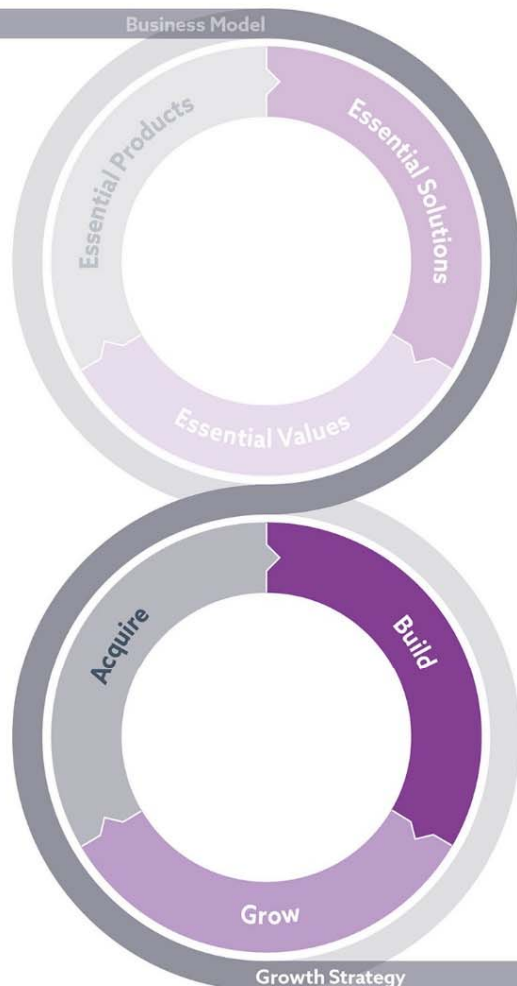 Business Model
Essential Products
Essential Solutions
Essential Values
Acquire
Build
Grow
Growth Strategy